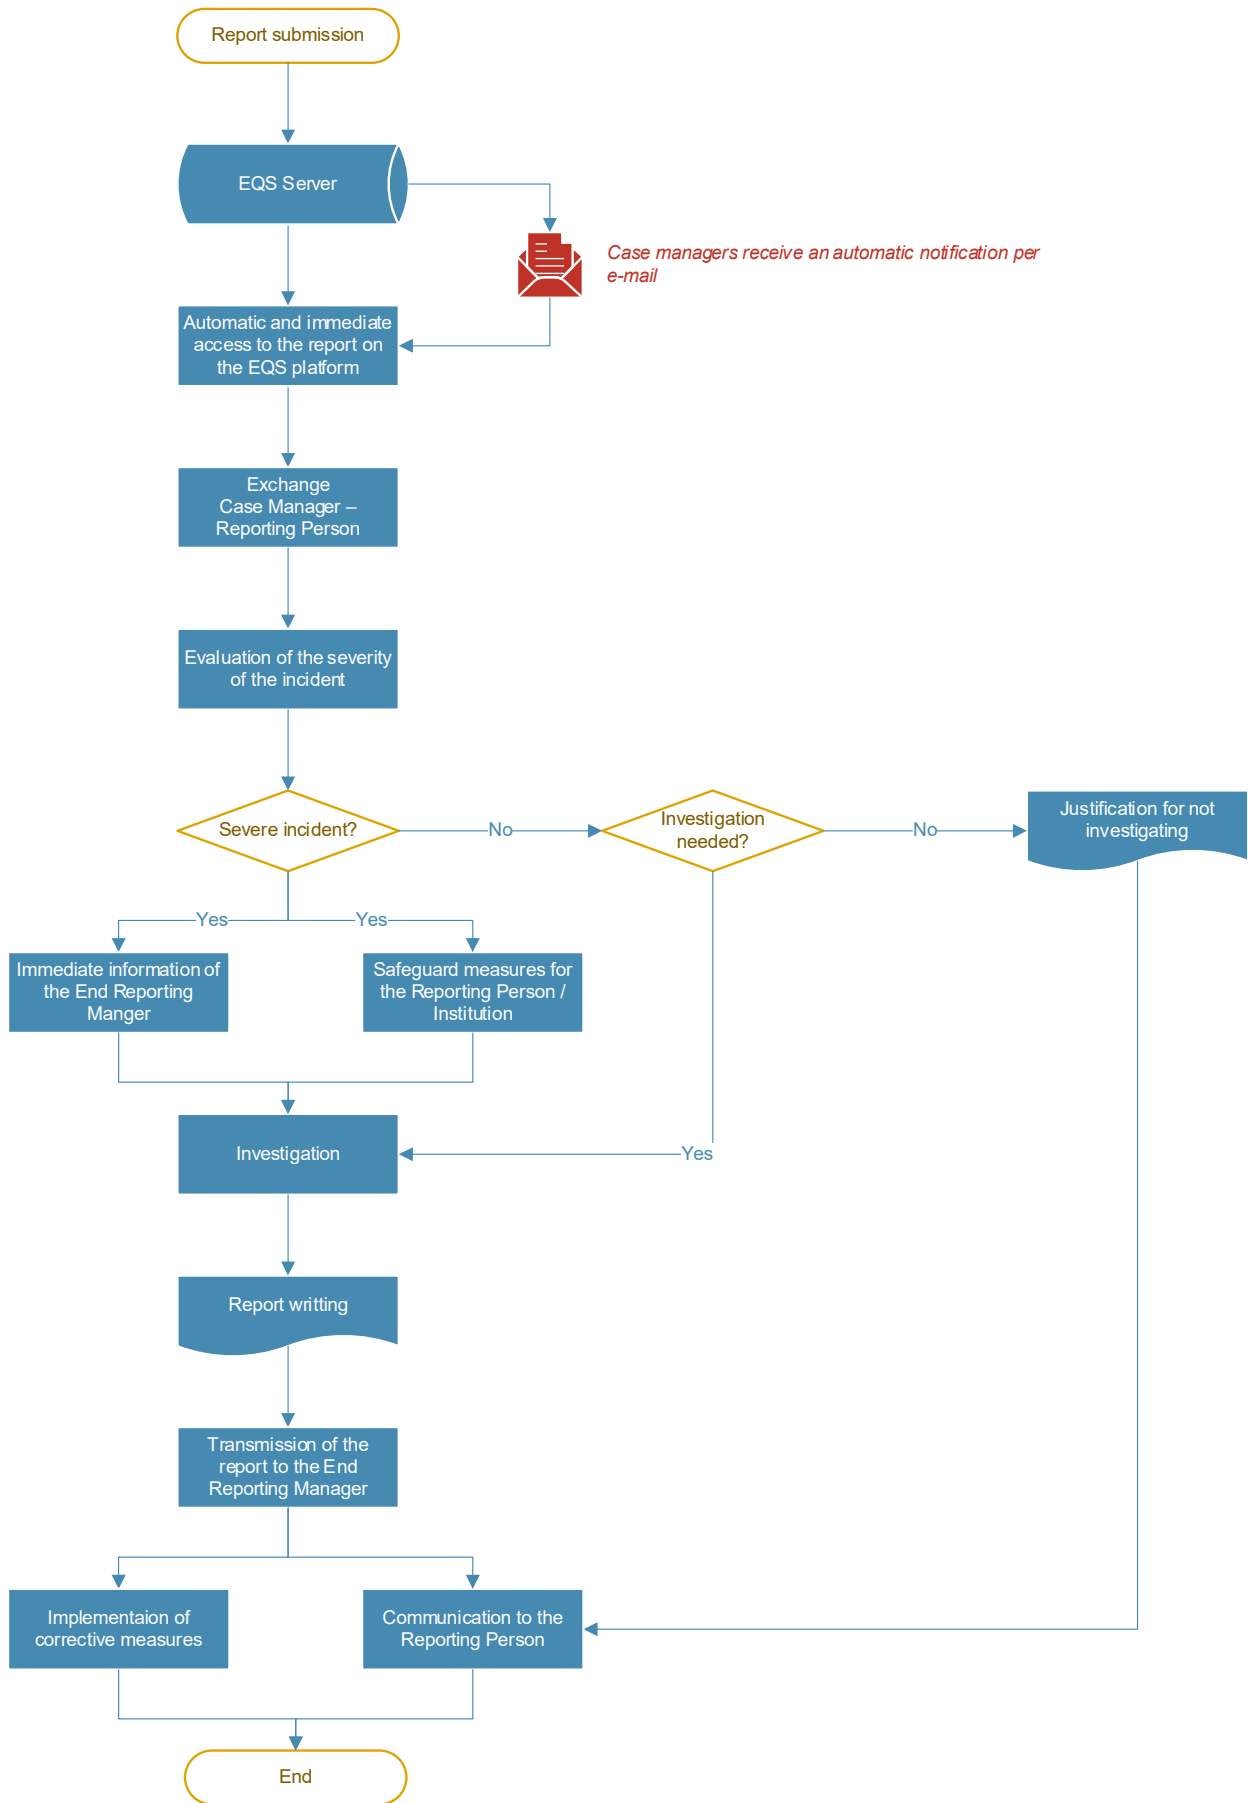 Report submission
EQS Server
Case managers receive an automatic notification per
e-mail
Automatic and immediate
access to the report on
the EQS platform
Exchange
Case Manager –
Reporting Person
Evaluation of the severity
of the incident
Severe incident?
No
Investigation
needed?
No
Justification for not
investigating
Yes
Yes
Immediate information of
the End Reporting
Manger
Safeguard measures for
the Reporting Person /
Institution
Investigation
Yes
Report writting
Transmission of the
report to the End
Reporting Manager
Implementaion of
corrective measures
Communication to the
Reporting Person
End